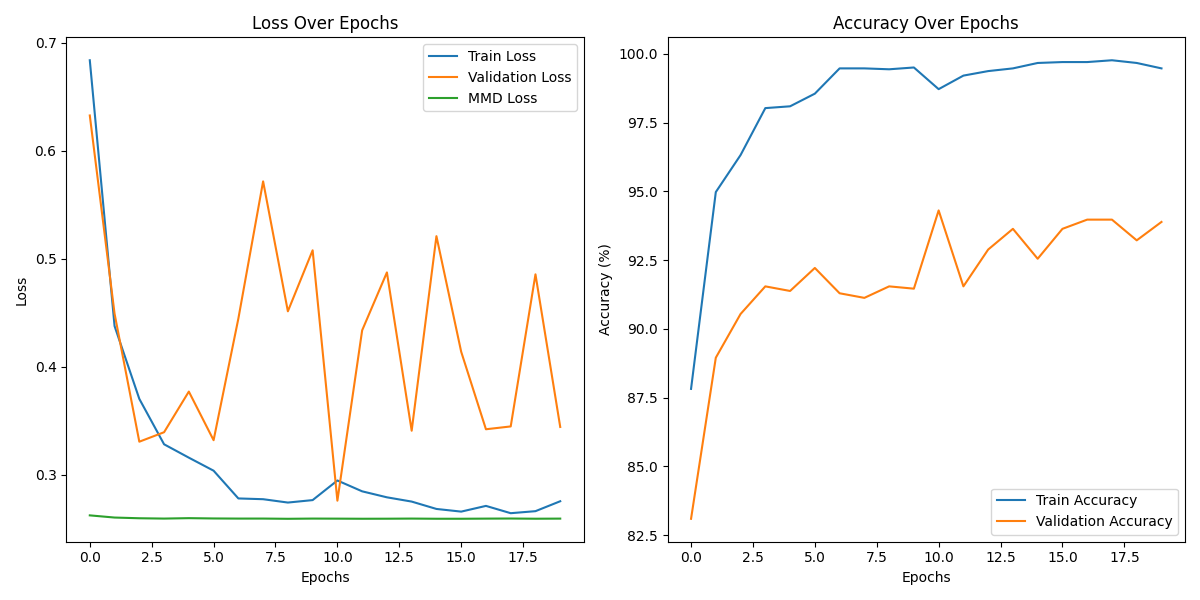 Loss Over Epochs
0.7
0.6
0.5
0.4
0.3
Loss
Train Loss
Validation Loss
MMD Loss
0.0 2.5 5.0 7.5 10.0 12.5 15.0 17.5
Epochs
Accuracy Over Epochs
100.0
97.5
95.0
92.5
90.0
87.5
85.0
82.5
Accuracy (%)
Train Accuracy
Validation Accuracy
0.0 2.5 5.0 7.5 10.0 12.5 15.0 17.5
Epochs